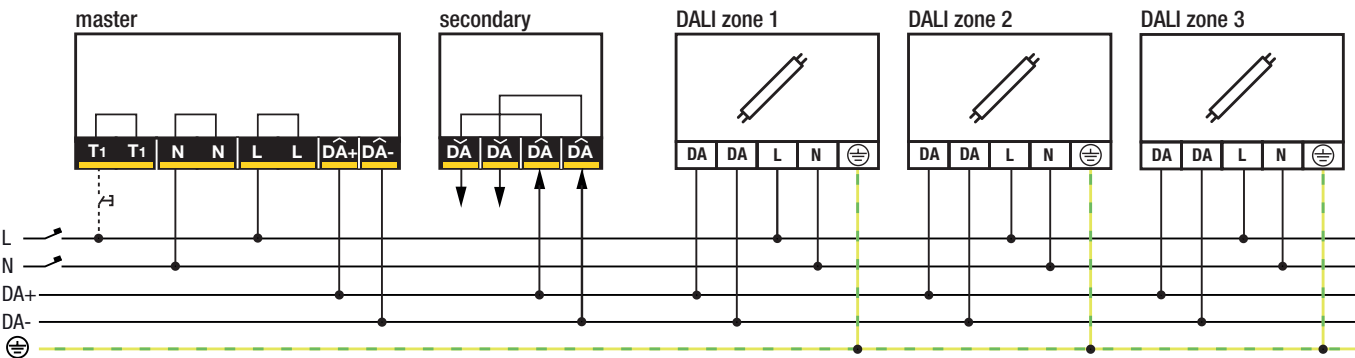 master secondary DALI zone 1 DALI zone 2 DALI zone 3
T1 T1 N N L L DA+ DA- DA DA DA DA DA DA L N DA DA L N DA DA L N
L
N
DA+
DA-